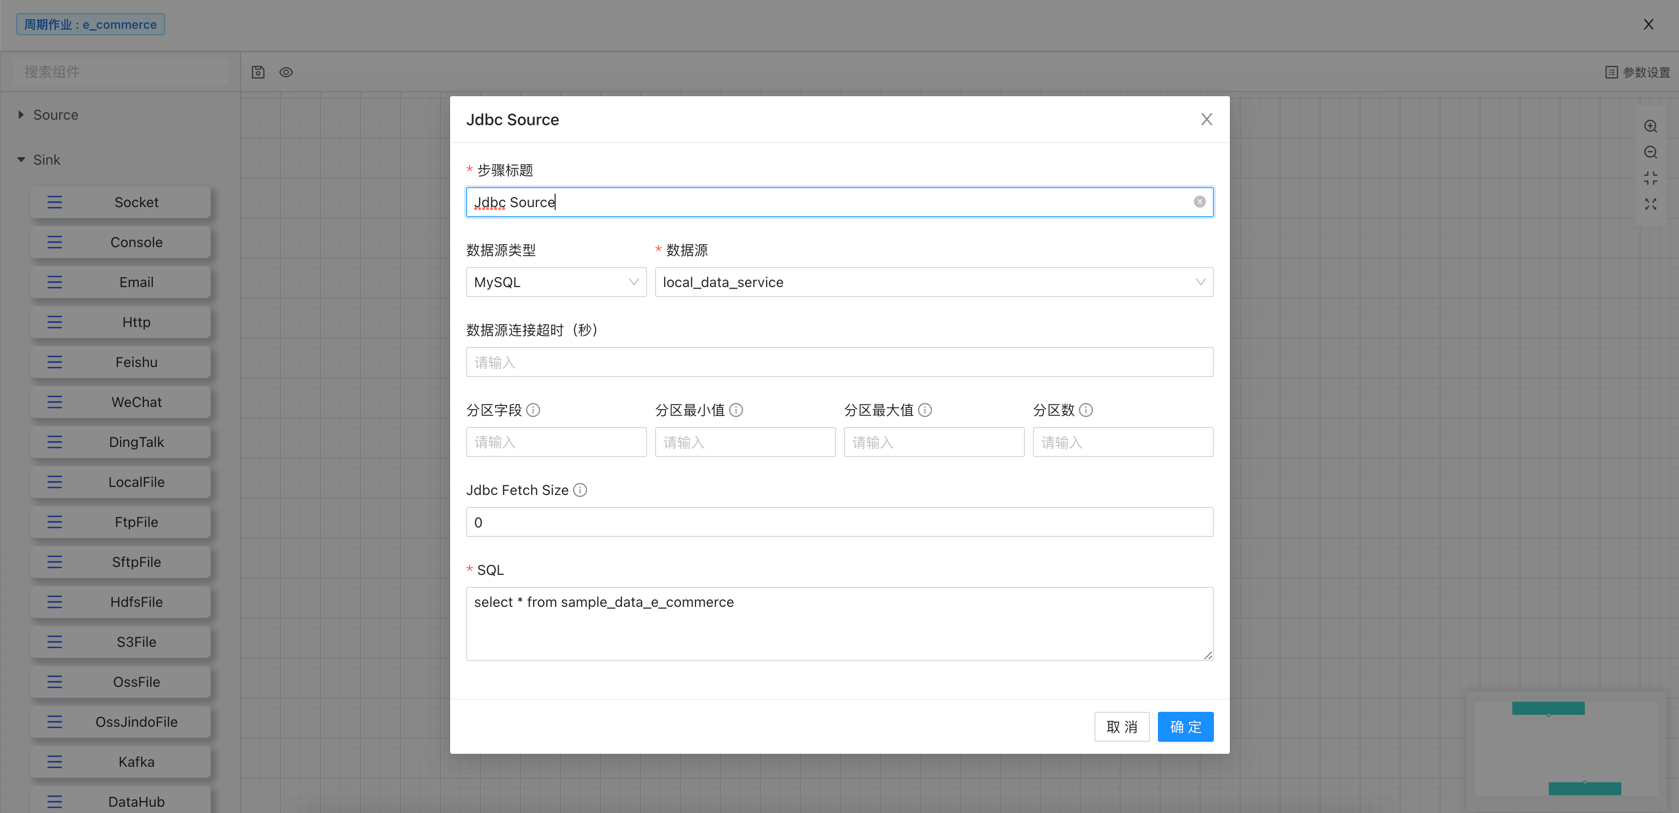 周期作业 : e_commerce
搜索组件
参数设置
Source
Sink
Socket
Console
Email
Http
Feishu
WeChat
DingTalk
LocalFile
FtpFile
SftpFile
HdfsFile
S3File
OssFile
OssJindoFile
Kafka
DataHub
Jdbc Source
* 步骤标题
Jdbc Source
数据源类型 * 数据源
MySQL local_data_service
数据源连接超时（秒）
请输入
分区字段 分区最小值 分区最大值 分区数
请输入 请输入 请输入 请输入
Jdbc Fetch Size
0
* SQL
select * from sample_data_e_commerce
取 消 确 定